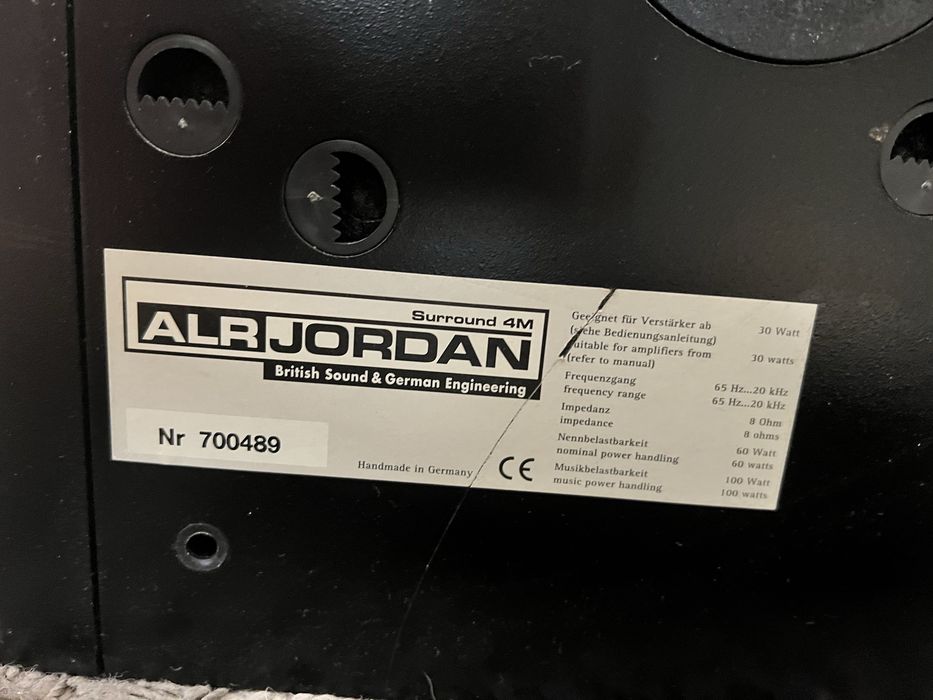 Surround 4M
ALR JORDAN
British Sound & German Engineering
Nr 700489
Handmade in Germany
CE
Geeignet für Verstärker ab 30 Watt
(siehe Bedienungsanleitung)
suitable for amplifiers from 30 watts
(refer to manual)
Frequenzgang 65 Hz...20 kHz
frequency range 65 Hz...20 kHz
Impedanz 8 Ohm
impedance 8 ohms
Nennbelastbarkeit 60 Watt
nominal power handling 60 watts
Musikbelastbarkeit 100 Watt
music power handling 100 watts